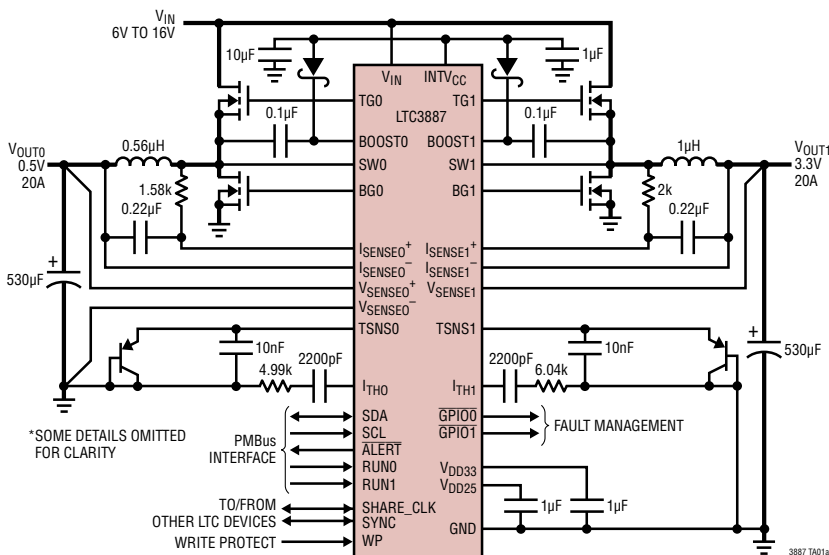 VIN
6V TO 16V
10µF
1µF
VIN
INTVCC
LTC3887
TG0
TG1
0.1µF
0.1µF
BOOST0
BOOST1
VOUT0
0.5V
20A
0.56µH
SW0
SW1
1µH
VOUT1
3.3V
20A
1.58k
BG0
BG1
2k
0.22µF
0.22µF
ISENSE0+
ISENSE1+
ISENSE0–
ISENSE1–
VSENSE0+
VSENSE1
VSENSE0–
+
530µF
TSNS0
TSNS1
+
530µF
10nF
10nF
2200pF
2200pF
4.99k
6.04k
ITH0
ITH1
*SOME DETAILS OMITTED
FOR CLARITY
PMBus
INTERFACE
SDA
SCL
ALERT
RUN0
RUN1
GPIO0
GPIO1
FAULT MANAGEMENT
VDD33
VDD25
1µF
1µF
TO/FROM
OTHER LTC DEVICES
SHARE_CLK
SYNC
WRITE PROTECT
WP
GND
3887 TA01a